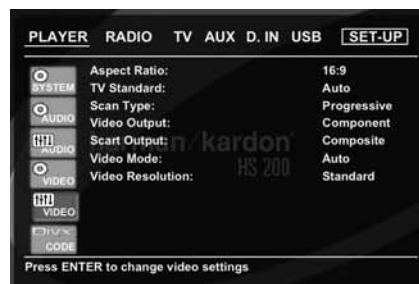 PLAYER RADIO TV AUX D. IN USB SET-UP
SYSTEM
AUDIO
AUDIO
VIDEO
VIDEO
DivX
CODE
Aspect Ratio: 16:9
TV Standard: Auto
Scan Type: Progressive
Video Output: Component
Scart Output: Composite
Video Mode: Auto
Video Resolution: Standard
harman/kardon
HS 200
Press ENTER to change video settings